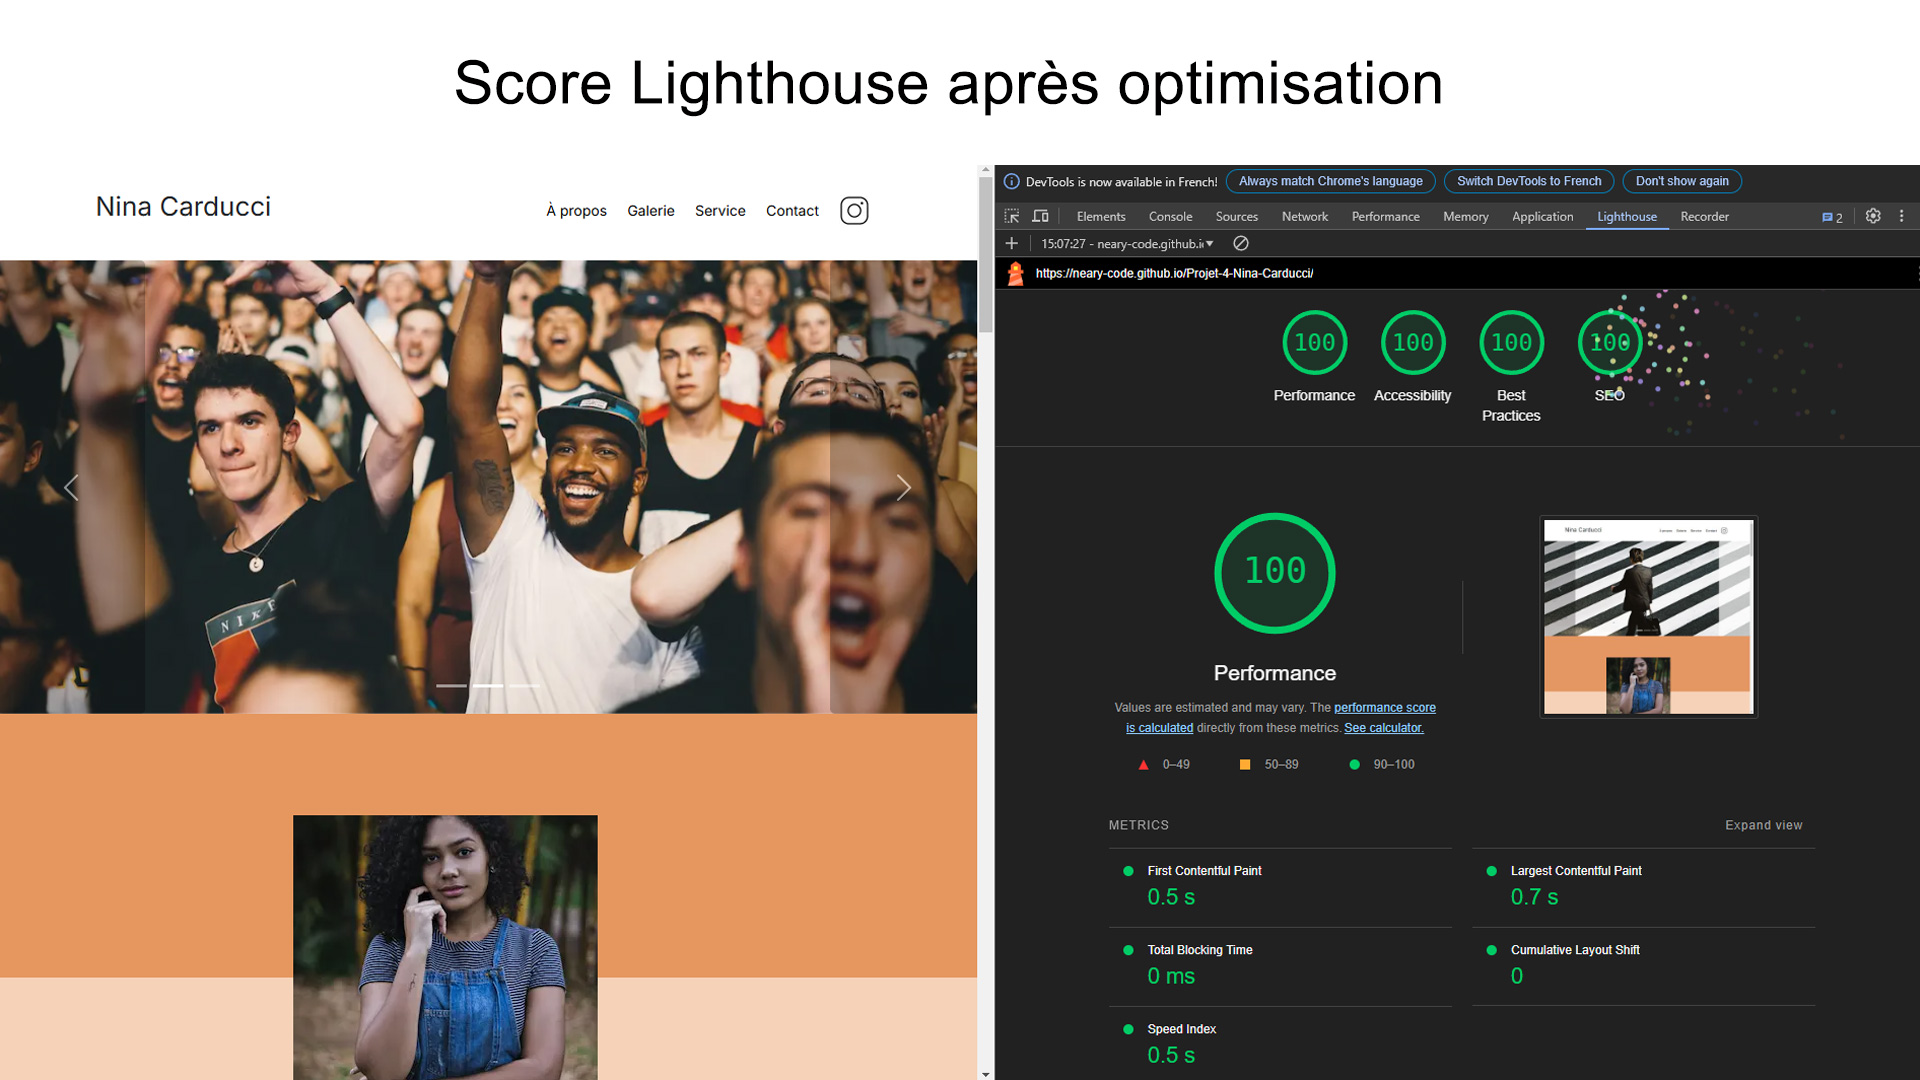 Score Lighthouse après optimisation
Nina Carducci
À propos Galerie Service Contact
NIKE
DevTools is now available in French! Always match Chrome's language Switch DevTools to French Don't show again
Elements Console Sources Network Performance Memory Application Lighthouse Recorder 2
15:07:27 - neary-code.github.i
https://neary-code.github.io/Projet-4-Nina-Carducci/
100 100 100 100
Performance Accessibility Best Practices SEO
100
Performance
Values are estimated and may vary. The performance score
is calculated directly from these metrics. See calculator.
0–49 50–89 90–100
Nina Carducci
METRICS Expand view
First Contentful Paint
0.5 s
Largest Contentful Paint
0.7 s
Total Blocking Time
0 ms
Cumulative Layout Shift
0
Speed Index
0.5 s